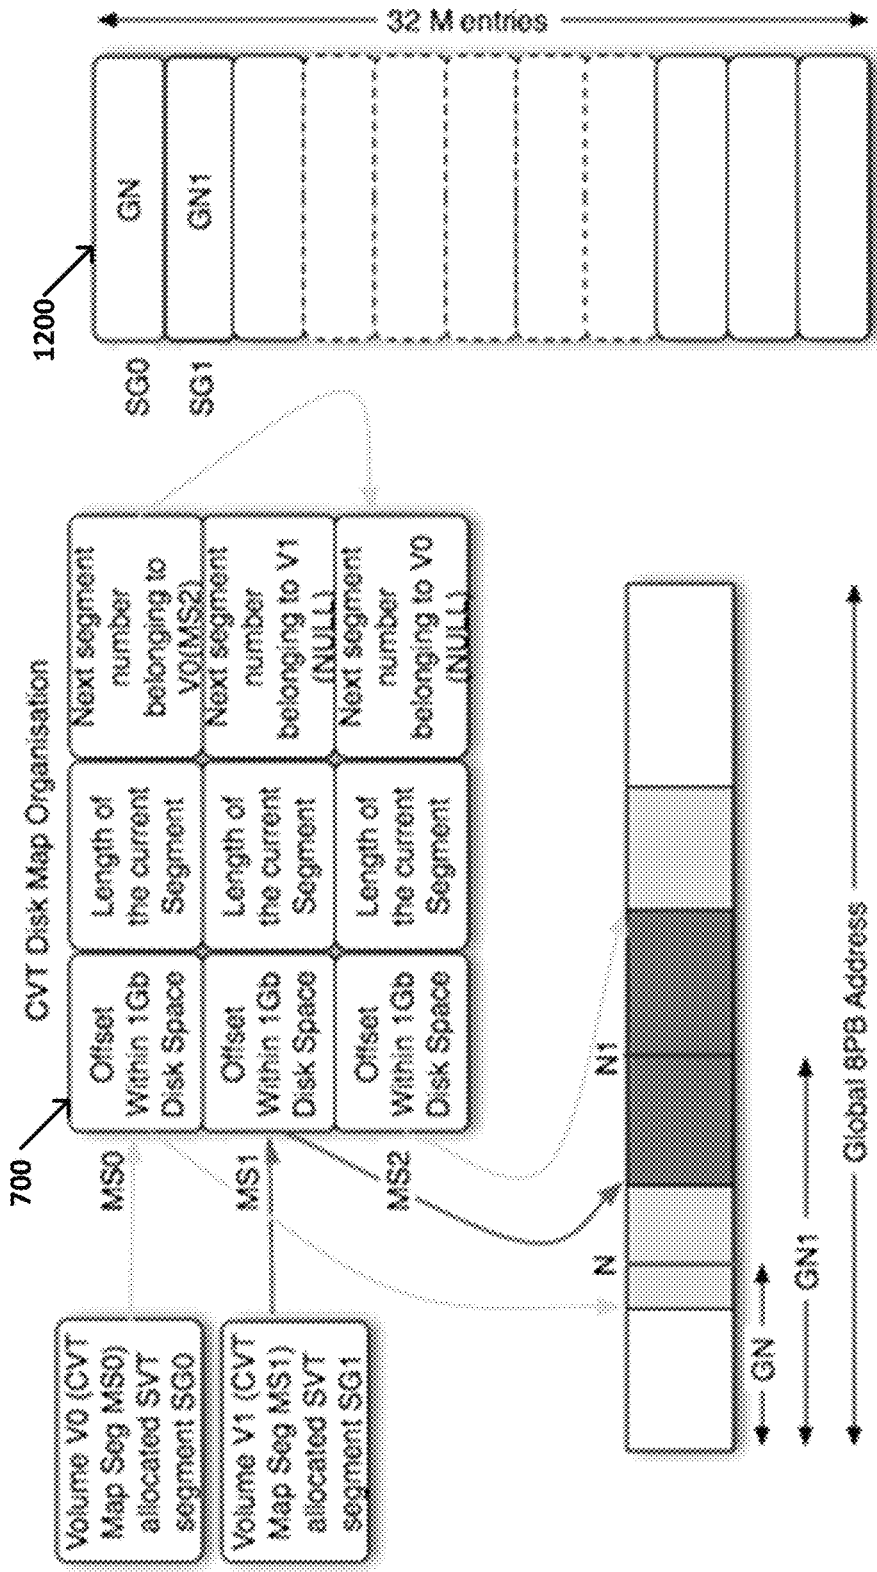 CVT Disk Map Organisation
700
1200
Volume V0 (CVT
Map Seg MS0)
allocated SVT
segment SG0
Volume V1 (CVT
Map Seg MS1)
allocated SVT
segment SG1
MS0
MS1
MS2
Offset
Within 1Gb
Disk Space
Length of
the current
Segment
Next segment
number
belonging to
V0(MS2)
Offset
Within 1Gb
Disk Space
Length of
the current
Segment
Next segment
number
belonging to V1
(NULL)
Offset
Within 1Gb
Disk Space
Length of
the current
Segment
Next segment
number
belonging to V0
(NULL)
SG0
SG1
GN
GN1
32 M entries
N
N1
GN
GN1
Global 8PB Address